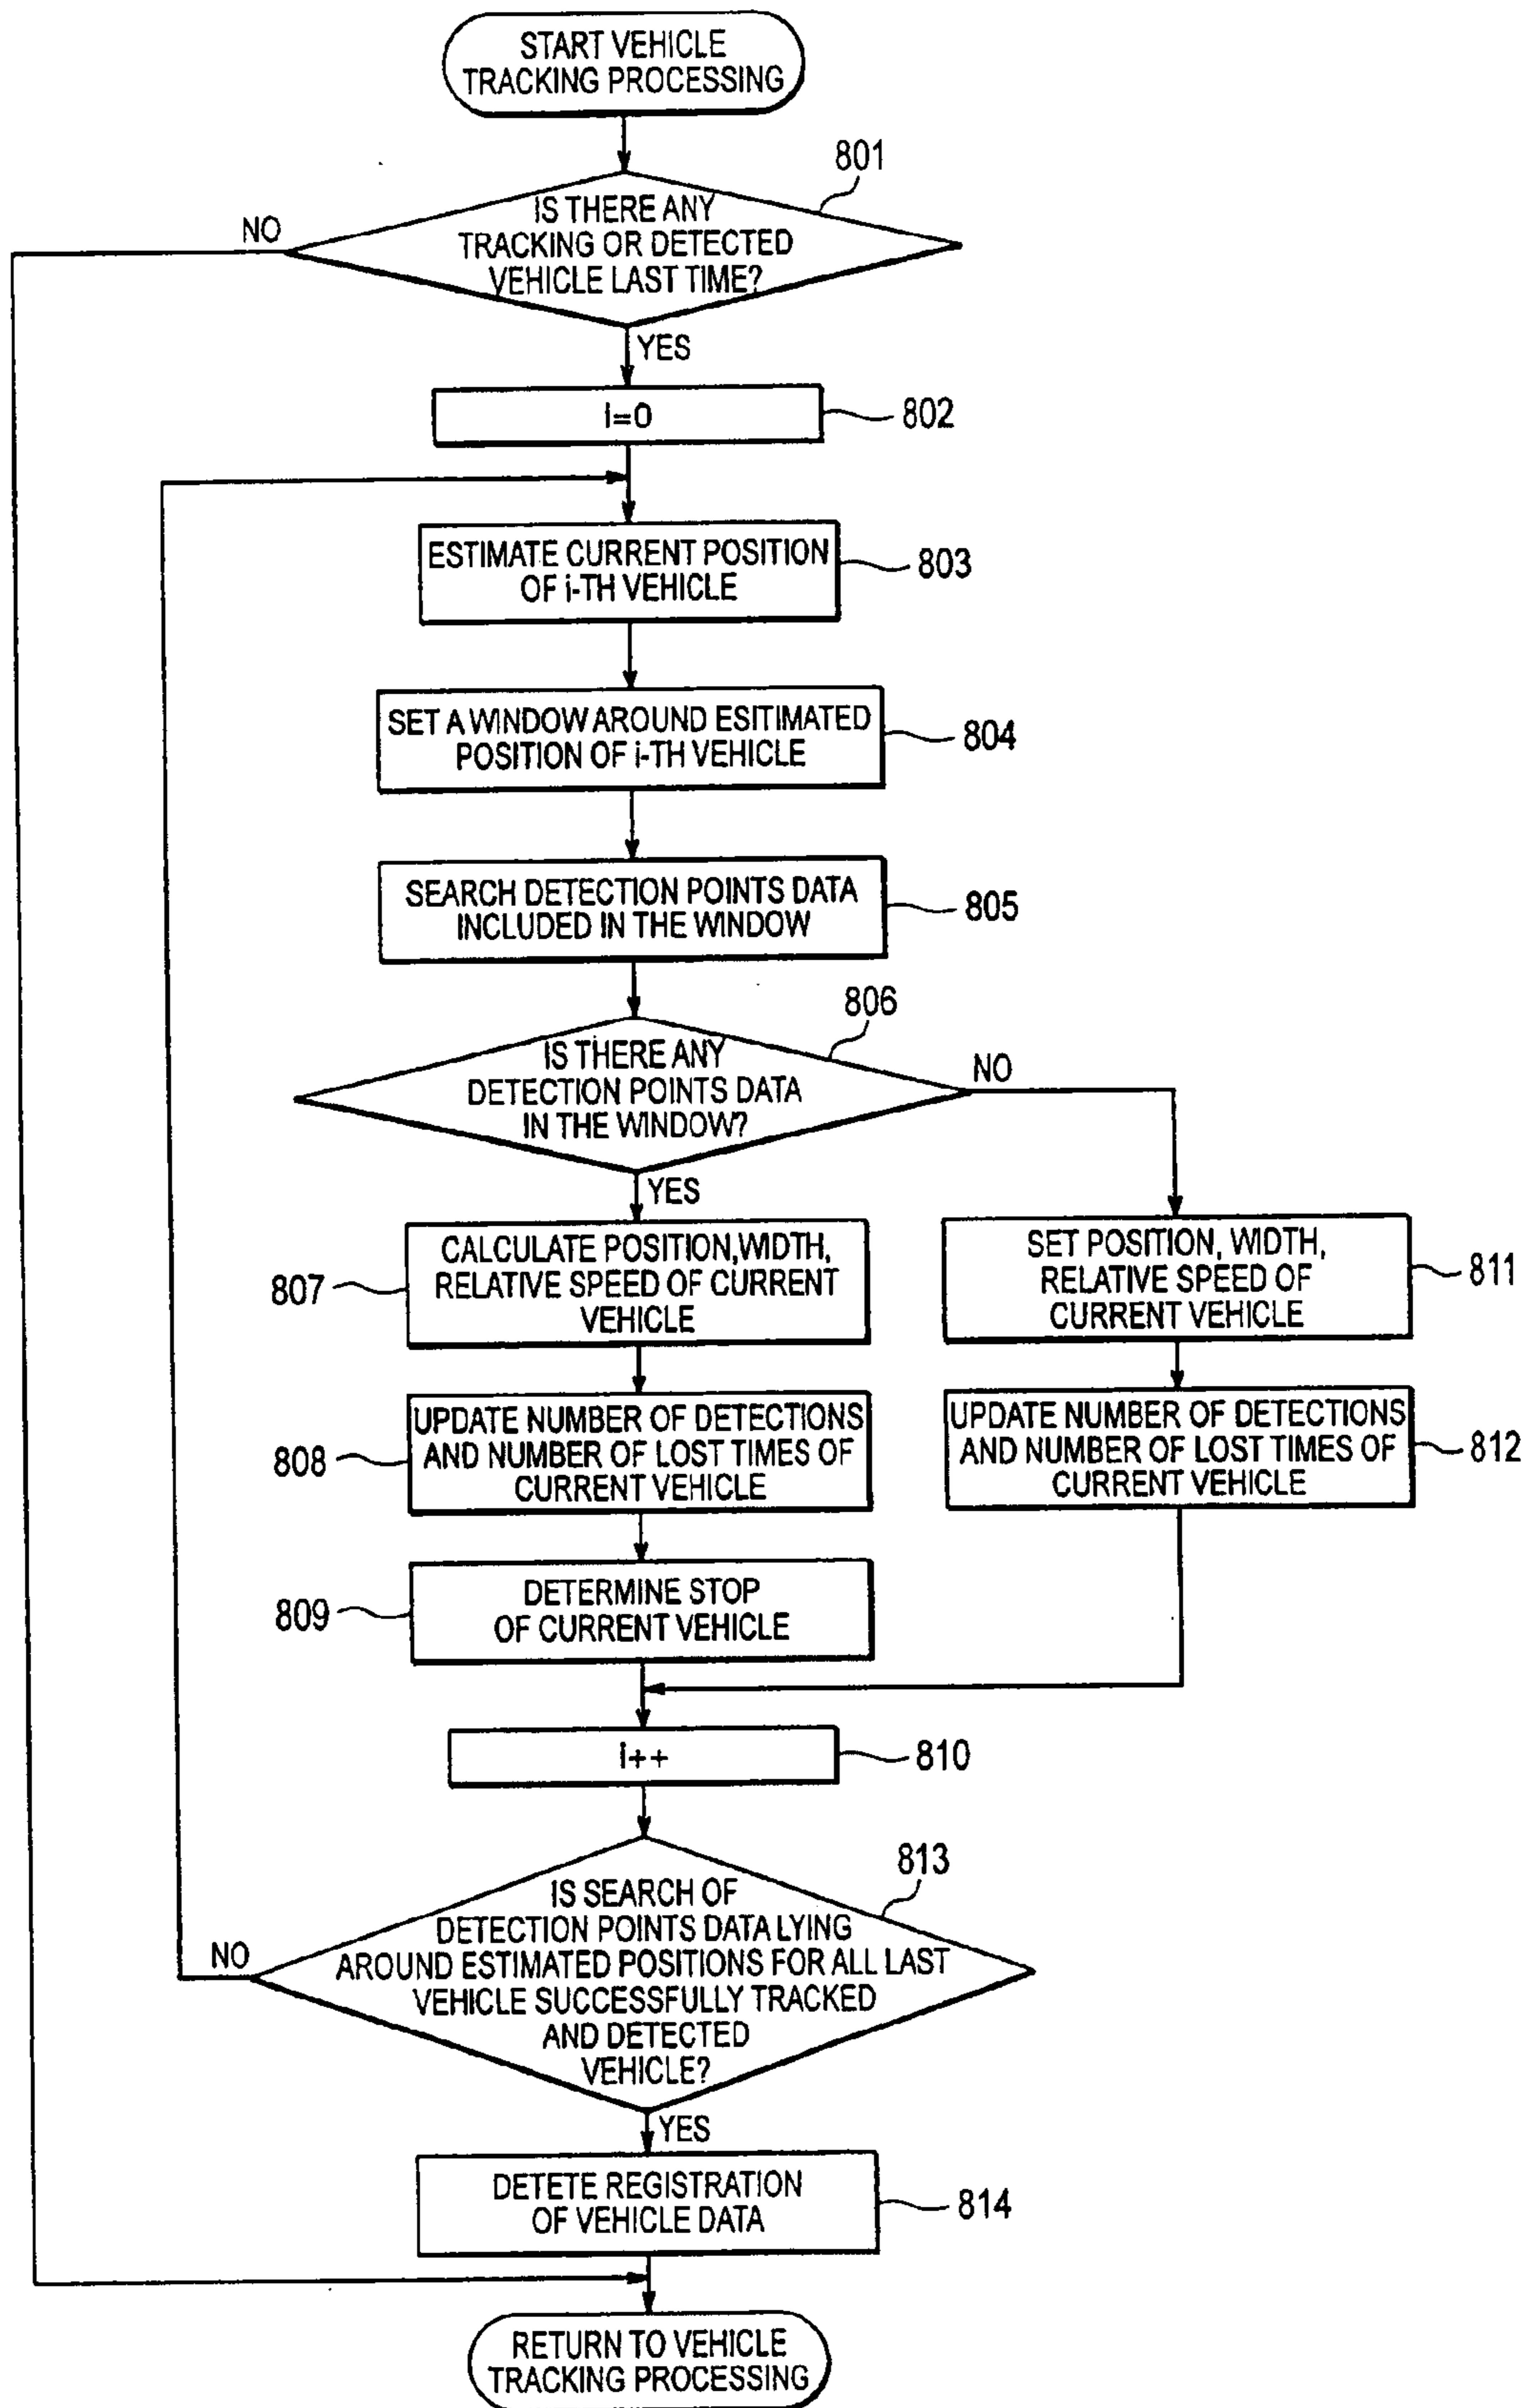 START VEHICLE
TRACKING PROCESSING
801
IS THERE ANY
TRACKING OR DETECTED
VEHICLE LAST TIME?
NO
YES
i=0
802
ESTIMATE CURRENT POSITION
OF i-TH VEHICLE
803
SET A WINDOW AROUND ESITIMATED
POSITION OF i-TH VEHICLE
804
SEARCH DETECTION POINTS DATA
INCLUDED IN THE WINDOW
805
806
IS THERE ANY
DETECTION POINTS DATA
IN THE WINDOW?
NO
YES
CALCULATE POSITION,WIDTH,
RELATIVE SPEED OF CURRENT
VEHICLE
807
SET POSITION, WIDTH,
RELATIVE SPEED OF
CURRENT VEHICLE
811
UPDATE NUMBER OF DETECTIONS
AND NUMBER OF LOST TIMES OF
CURRENT VEHICLE
808
UPDATE NUMBER OF DETECTIONS
AND NUMBER OF LOST TIMES OF
CURRENT VEHICLE
812
DETERMINE STOP
OF CURRENT VEHICLE
809
i++
810
813
IS SEARCH OF
DETECTION POINTS DATA LYING
AROUND ESTIMATED POSITIONS FOR ALL LAST
VEHICLE SUCCESSFULLY TRACKED
AND DETECTED
VEHICLE?
NO
YES
DETETE REGISTRATION
OF VEHICLE DATA
814
RETURN TO VEHICLE
TRACKING PROCESSING